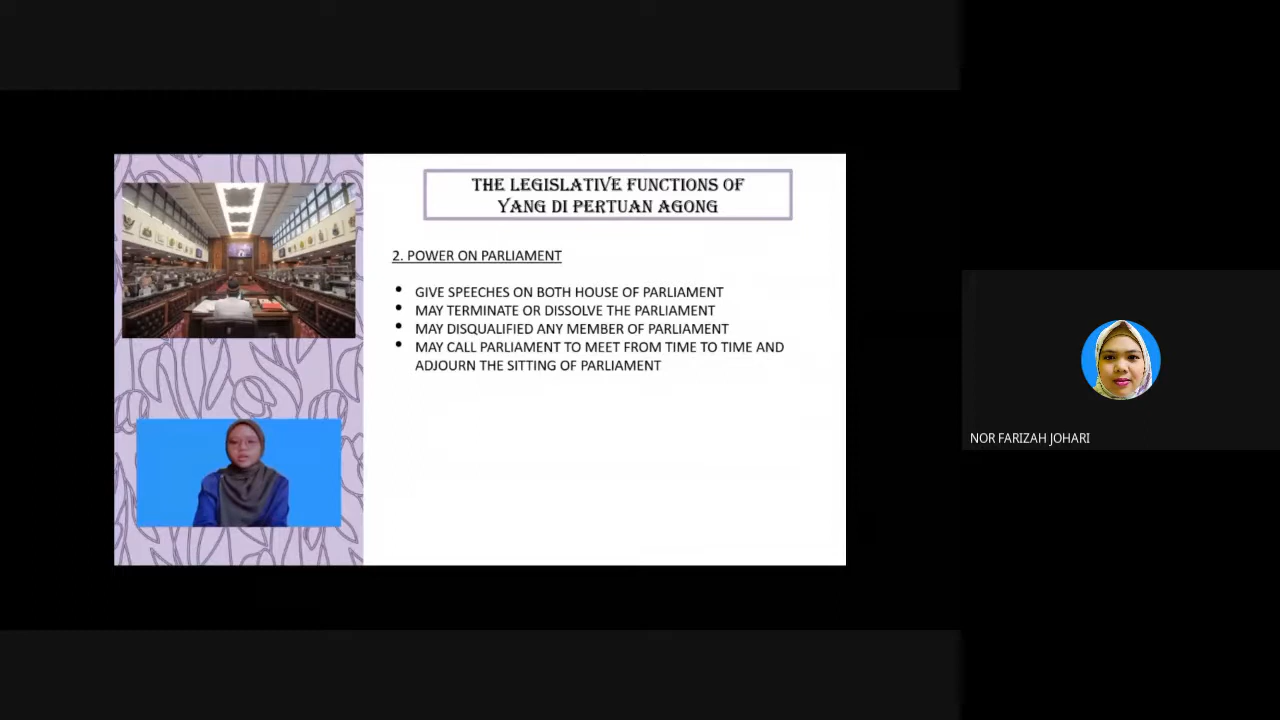 THE LEGISLATIVE FUNCTIONS OF
YANG DI PERTUAN AGONG
2. POWER ON PARLIAMENT
• GIVE SPEECHES ON BOTH HOUSE OF PARLIAMENT
• MAY TERMINATE OR DISSOLVE THE PARLIAMENT
• MAY DISQUALIFIED ANY MEMBER OF PARLIAMENT
• MAY CALL PARLIAMENT TO MEET FROM TIME TO TIME AND
ADJOURN THE SITTING OF PARLIAMENT
NOR FARIZAH JOHARI